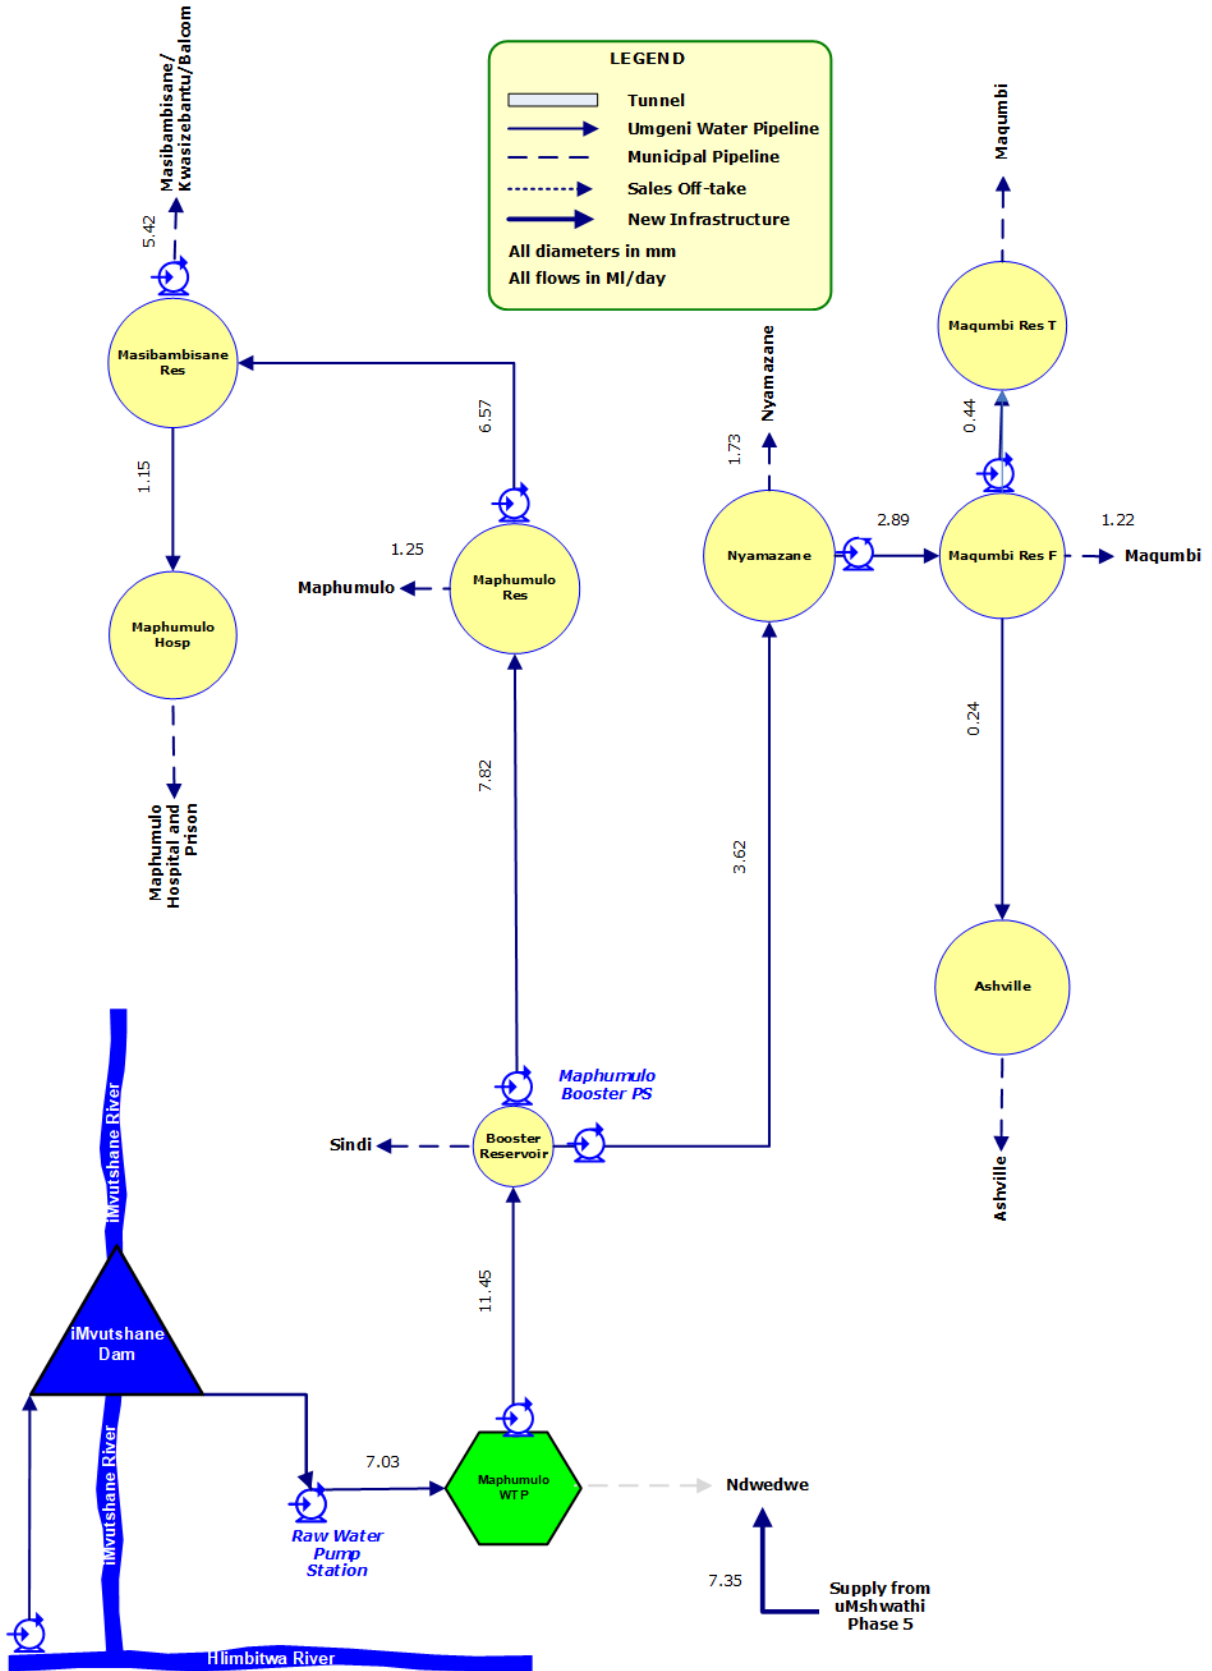 LEGEND
Tunnel
Umgeni Water Pipeline
Municipal Pipeline
Sales Off-take
New Infrastructure
All diameters in mm
All flows in Ml/day
Masibambisane/
Kwasizebantu/Balcom
5.42
Masibambisane
Res
1.15
Maphumulo
Hosp
Maphumulo
Hospital and
Prison
6.57
1.25
Maphumulo
Maphumulo
Res
7.82
Nyamazane
1.73
Nyamazane
2.89
3.62
Maqumbi
Maqumbi Res T
0.44
Maqumbi Res F
1.22
Maqumbi
0.24
Ashville
Ashville
Maphumulo
Booster PS
Sindi
Booster
Reservoir
11.45
iMvutshane River
iMvutshane
Dam
iMvutshane River
7.03
Raw Water
Pump
Station
Maphumulo
WTP
Ndwedwe
7.35
Supply from
uMshwathi
Phase 5
Hlimbitwa River